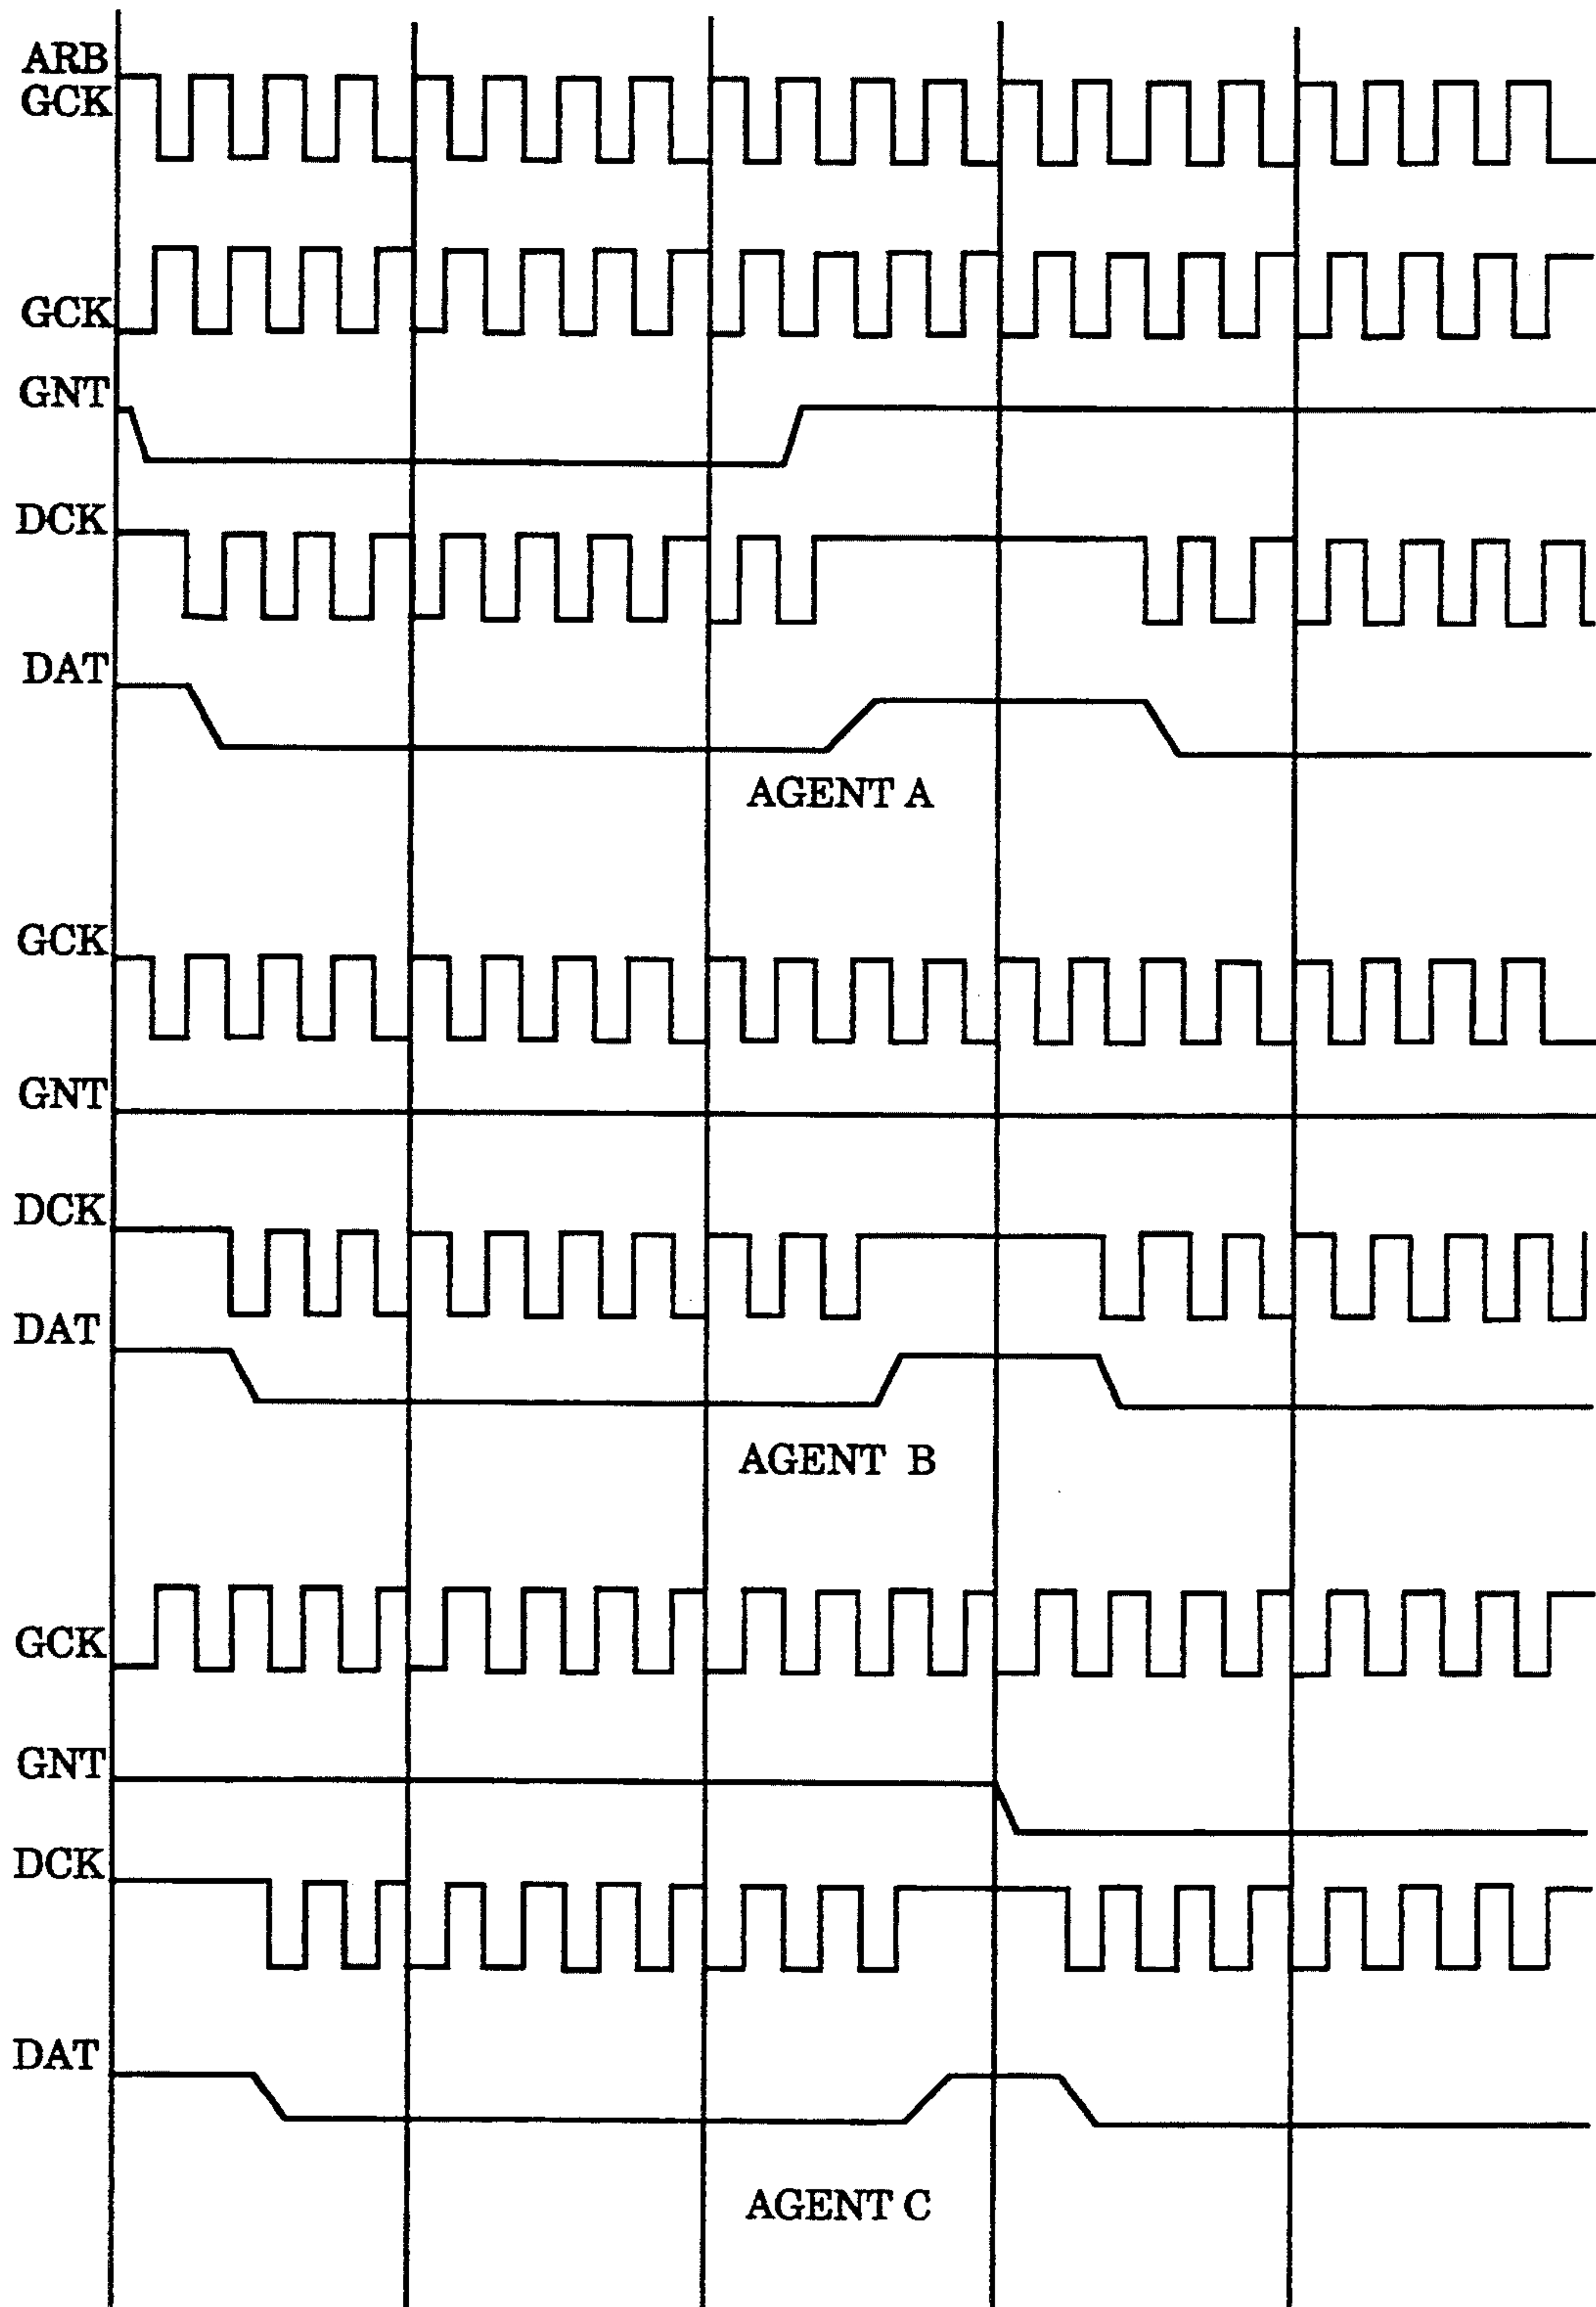 ARB
GCK
GCK
GNT
DCK
DAT
AGENT A
GCK
GNT
DCK
DAT
AGENT B
GCK
GNT
DCK
DAT
AGENT C